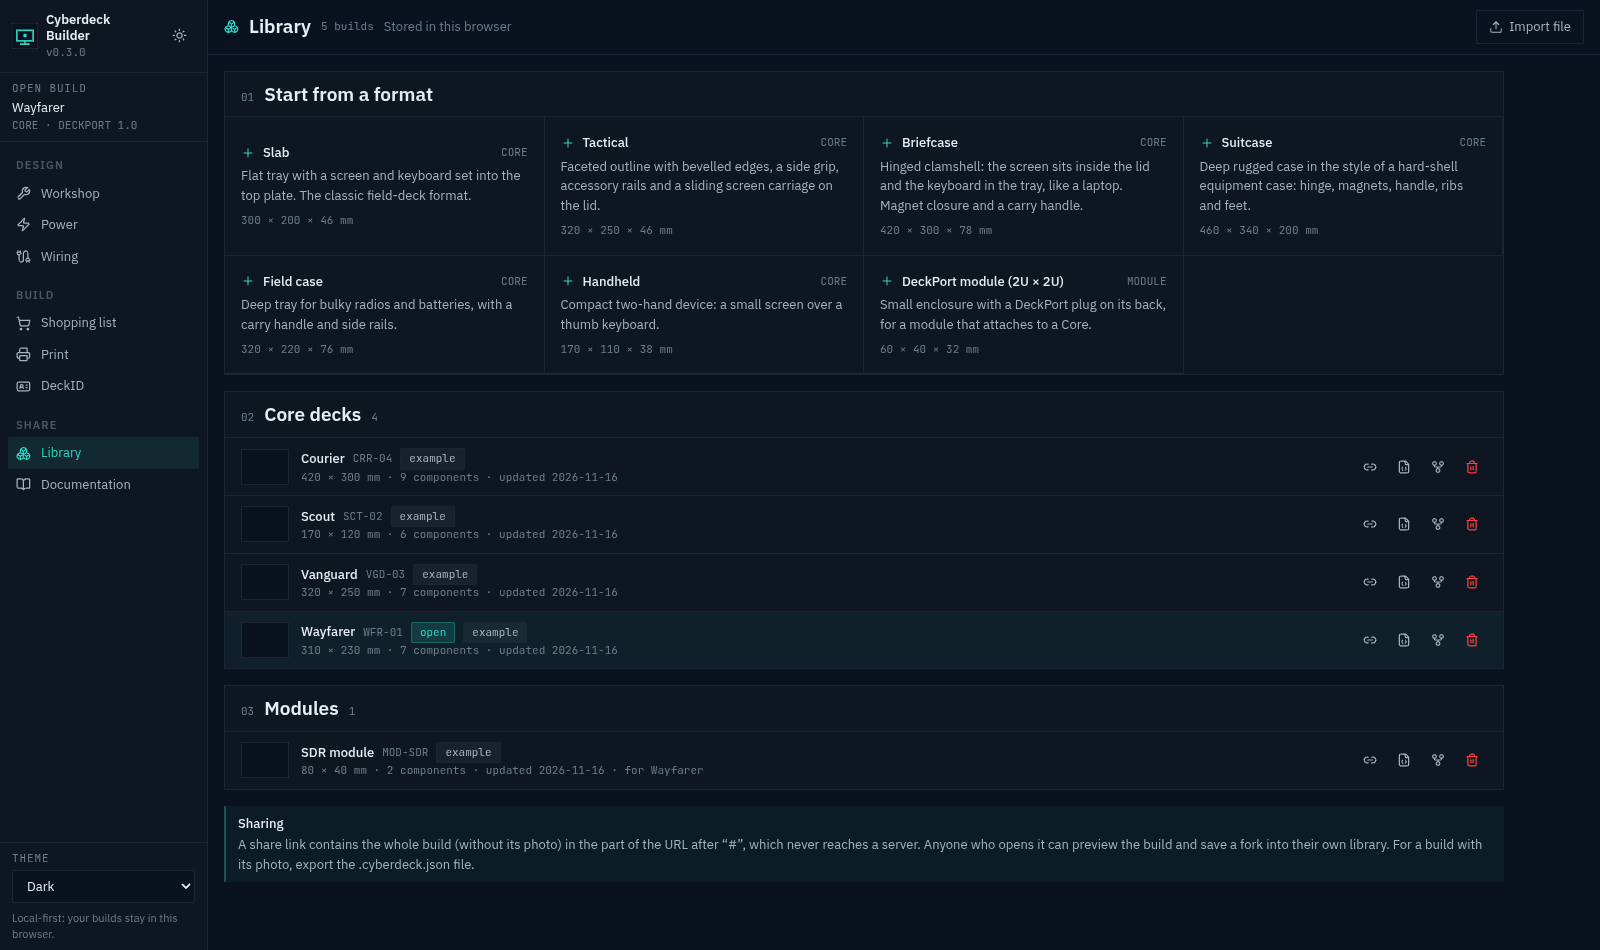 Cyberdeck
Builder
v0.3.0
OPEN BUILD
Wayfarer
CORE · DECKPORT 1.0
DESIGN
Workshop
Power
Wiring
BUILD
Shopping list
Print
DeckID
SHARE
Library
Documentation
THEME
Dark
Local-first: your builds stay in this
browser.
Library 5 builds Stored in this browser
Import file
01 Start from a format
Slab CORE
Flat tray with a screen and keyboard set into the
top plate. The classic field-deck format.
300 × 200 × 46 mm
Tactical CORE
Faceted outline with bevelled edges, a side grip,
accessory rails and a sliding screen carriage on
the lid.
320 × 250 × 46 mm
Briefcase CORE
Hinged clamshell: the screen sits inside the lid
and the keyboard in the tray, like a laptop.
Magnet closure and a carry handle.
420 × 300 × 78 mm
Suitcase CORE
Deep rugged case in the style of a hard-shell
equipment case: hinge, magnets, handle, ribs
and feet.
460 × 340 × 200 mm
Field case CORE
Deep tray for bulky radios and batteries, with a
carry handle and side rails.
320 × 220 × 76 mm
Handheld CORE
Compact two-hand device: a small screen over a
thumb keyboard.
170 × 110 × 38 mm
DeckPort module (2U × 2U) MODULE
Small enclosure with a DeckPort plug on its back,
for a module that attaches to a Core.
60 × 40 × 32 mm
02 Core decks 4
Courier CRR-04 example
420 × 300 mm · 9 components · updated 2026-11-16
Scout SCT-02 example
170 × 120 mm · 6 components · updated 2026-11-16
Vanguard VGD-03 example
320 × 250 mm · 7 components · updated 2026-11-16
Wayfarer WFR-01 open example
310 × 230 mm · 7 components · updated 2026-11-16
03 Modules 1
SDR module MOD-SDR example
80 × 40 mm · 2 components · updated 2026-11-16 · for Wayfarer
Sharing
A share link contains the whole build (without its photo) in the part of the URL after “#”, which never reaches a server. Anyone who opens it can preview the build and save a fork into their own library. For a build with
its photo, export the .cyberdeck.json file.